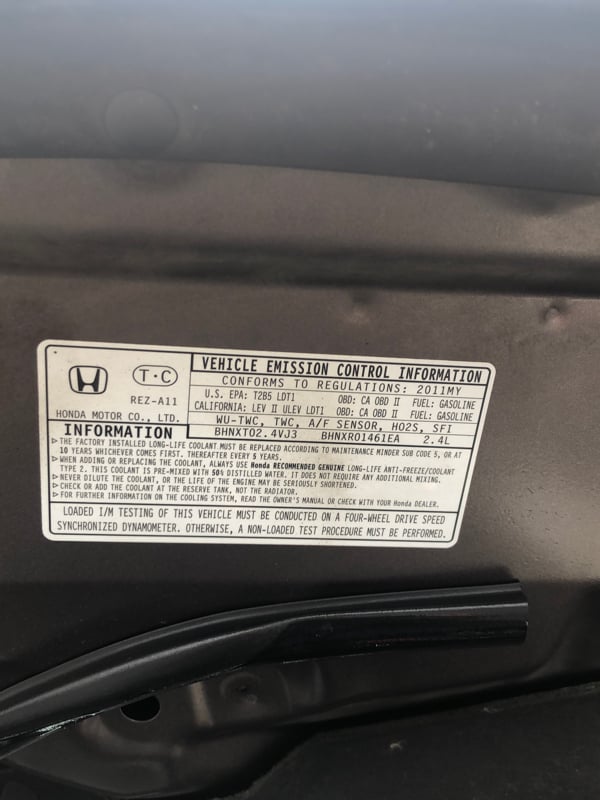 VEHICLE EMISSION CONTROL INFORMATION
T·C
CONFORMS TO REGULATIONS: 2011MY
REZ-A11
U.S. EPA: T2B5 LDT1 OBD: CA OBD II FUEL: GASOLINE
CALIFORNIA: LEV II ULEV LDT1 OBD: CA OBD II FUEL: GASOLINE
HONDA MOTOR CO., LTD.
WU-TWC, TWC, A/F SENSOR, HO2S, SFI
INFORMATION
BHNXT02.4VJ3 BHNXR0146IEA 2.4L
▷THE FACTORY INSTALLED LONG-LIFE COOLANT MUST BE REPLACED ACCORDING TO MAINTENANCE MINDER SUB CODE 5, OR AT
10 YEARS WHICHEVER COMES FIRST. THEREAFTER EVERY 5 YEARS.
▷WHEN ADDING OR REPLACING THE COOLANT, ALWAYS USE Honda RECOMMENDED GENUINE LONG-LIFE ANTI-FREEZE/COOLANT
TYPE 2. THIS COOLANT IS PRE-MIXED WITH 50% DISTILLED WATER. IT DOES NOT REQUIRE ANY ADDITIONAL MIXING.
▷NEVER DILUTE THE COOLANT, OR THE LIFE OF THE ENGINE MAY BE SERIOUSLY SHORTENED.
▷CHECK OR ADD THE COOLANT AT THE RESERVE TANK, NOT THE RADIATOR.
▷FOR FURTHER INFORMATION ON THE COOLING SYSTEM, READ THE OWNER'S MANUAL OR CHECK WITH YOUR Honda DEALER.
LOADED I/M TESTING OF THIS VEHICLE MUST BE CONDUCTED ON A FOUR-WHEEL DRIVE SPEED
SYNCHRONIZED DYNAMOMETER. OTHERWISE, A NON-LOADED TEST PROCEDURE MUST BE PERFORMED.